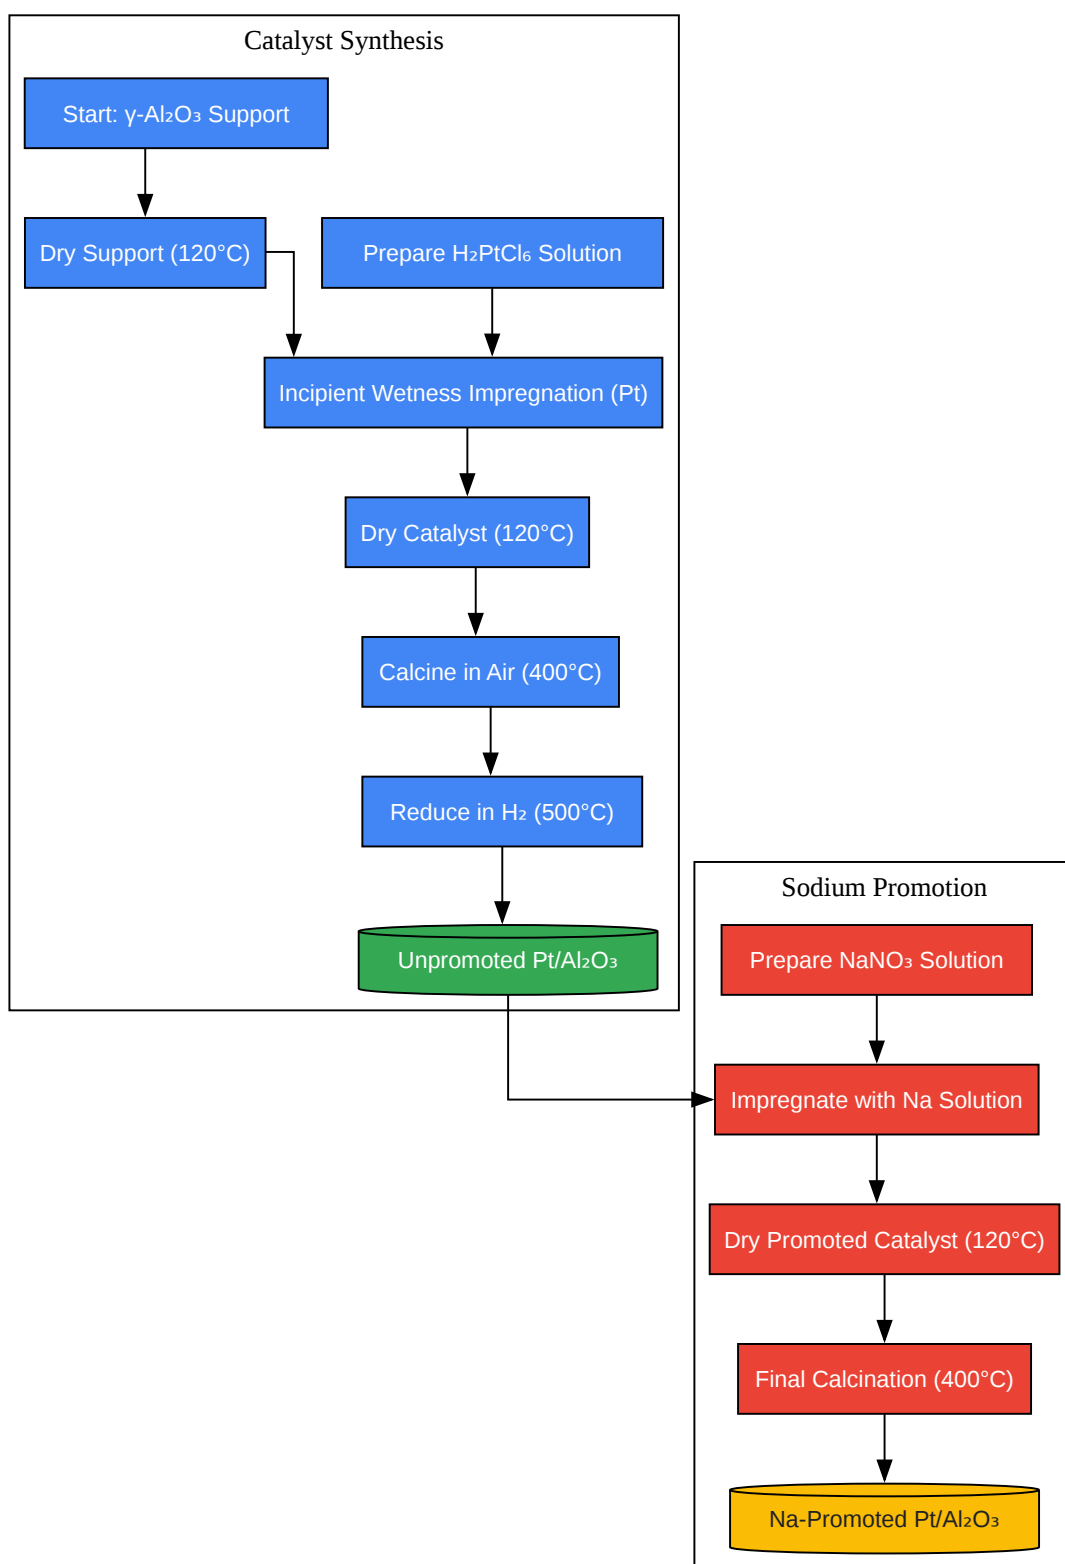 Catalyst Synthesis
Start: γ-Al₂O₃ Support
Dry Support (120°C)
Prepare H₂PtCl₆ Solution
Incipient Wetness Impregnation (Pt)
Dry Catalyst (120°C)
Calcine in Air (400°C)
Reduce in H₂ (500°C)
Unpromoted Pt/Al₂O₃
Sodium Promotion
Prepare NaNO₃ Solution
Impregnate with Na Solution
Dry Promoted Catalyst (120°C)
Final Calcination (400°C)
Na-Promoted Pt/Al₂O₃